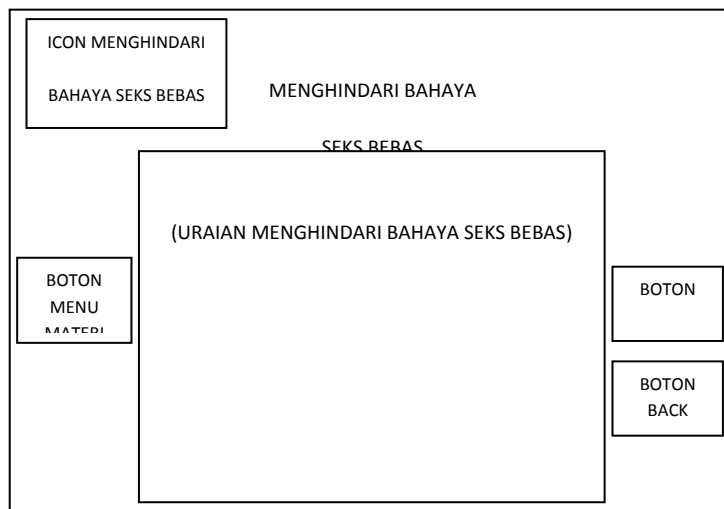 ICON MENGHINDARI
BAHAYA SEKS BEBAS
MENGHINDARI BAHAYA
SEKS BEBAS
(URAIAN MENGHINDARI BAHAYA SEKS BEBAS)
BOTON
MENU
MATERI
BOTON
BOTON
BACK